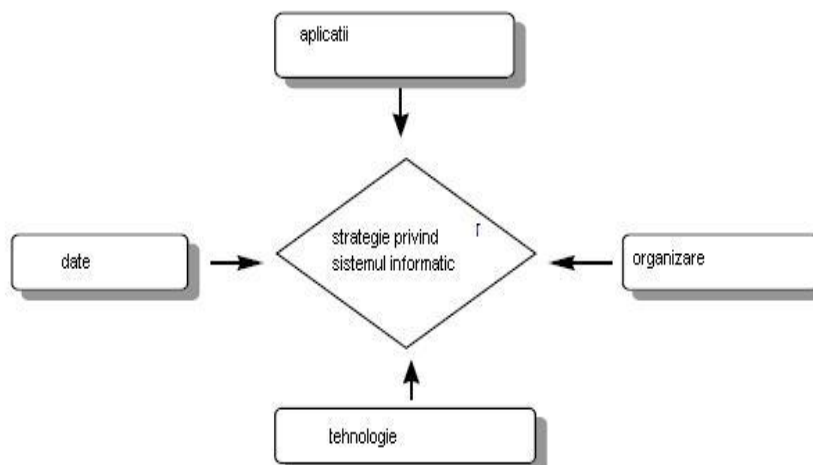 aplicatii
date
strategie privind
sistemul informatic
organizare
tehnologie